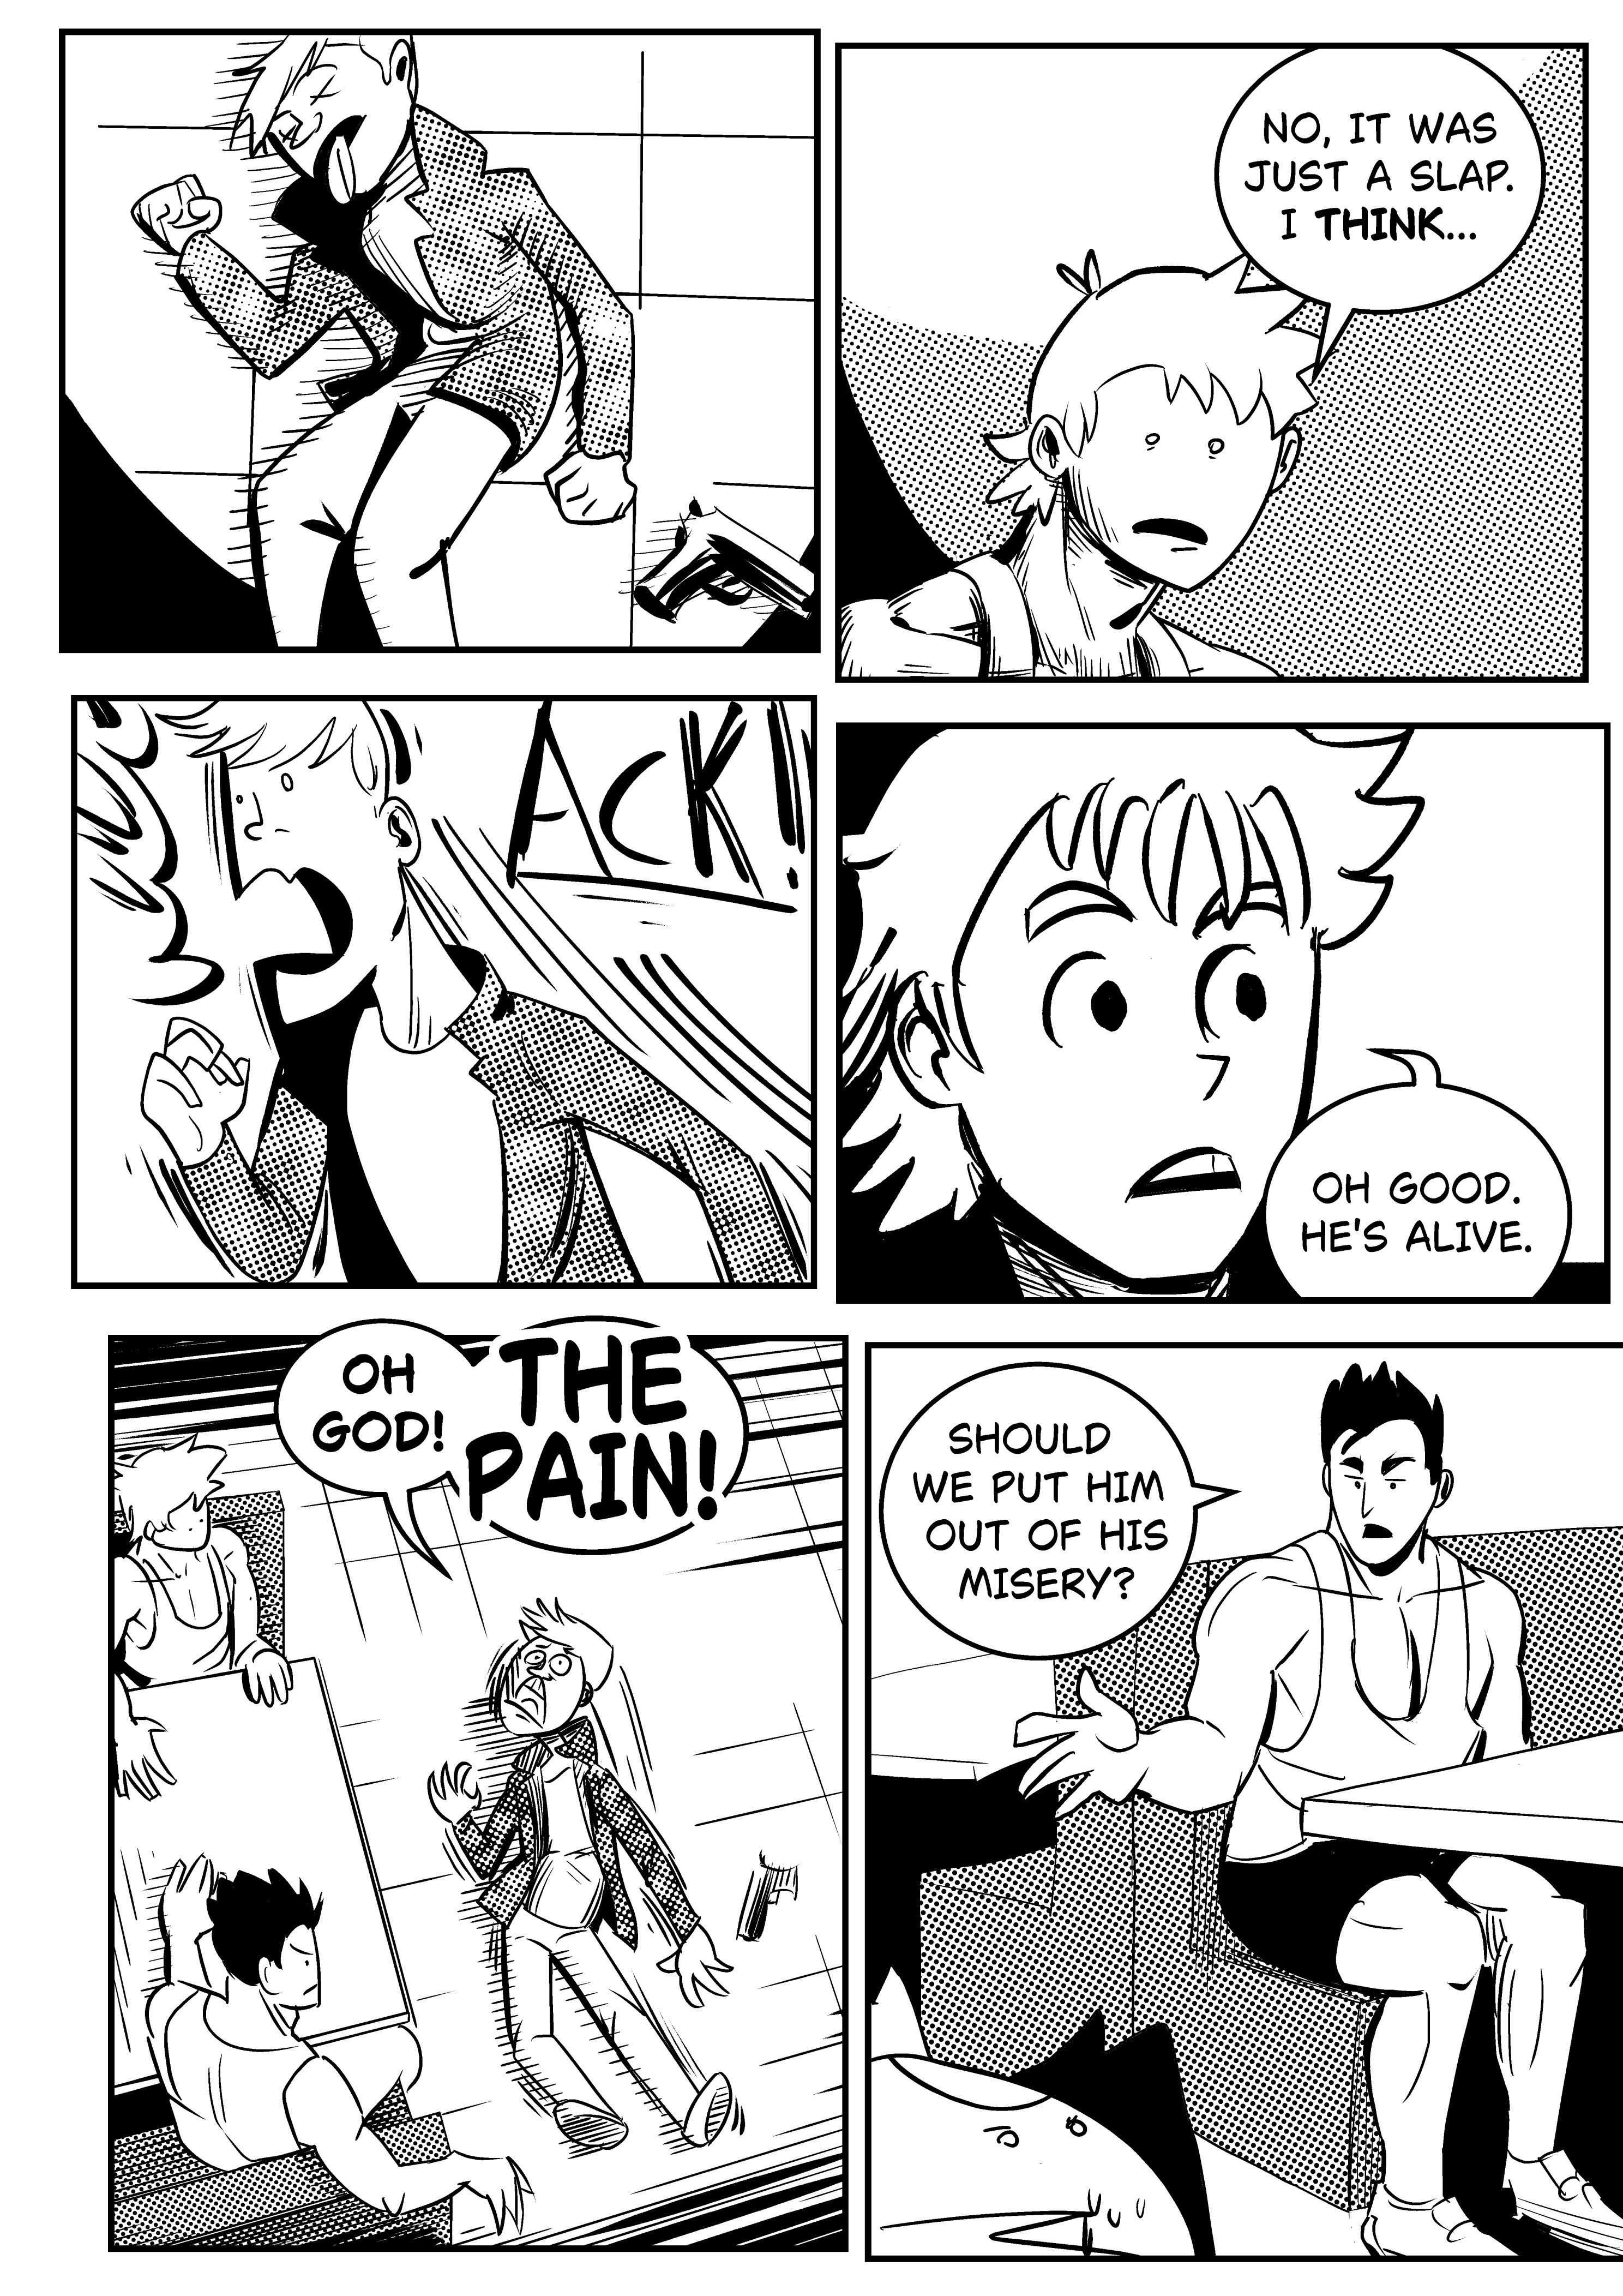 NO, IT WAS
JUST A SLAP.
I THINK...
ACK!
OH GOOD.
HE'S ALIVE.
OH
GOD!
THE
PAIN!
SHOULD
WE PUT HIM
OUT OF HIS
MISERY?